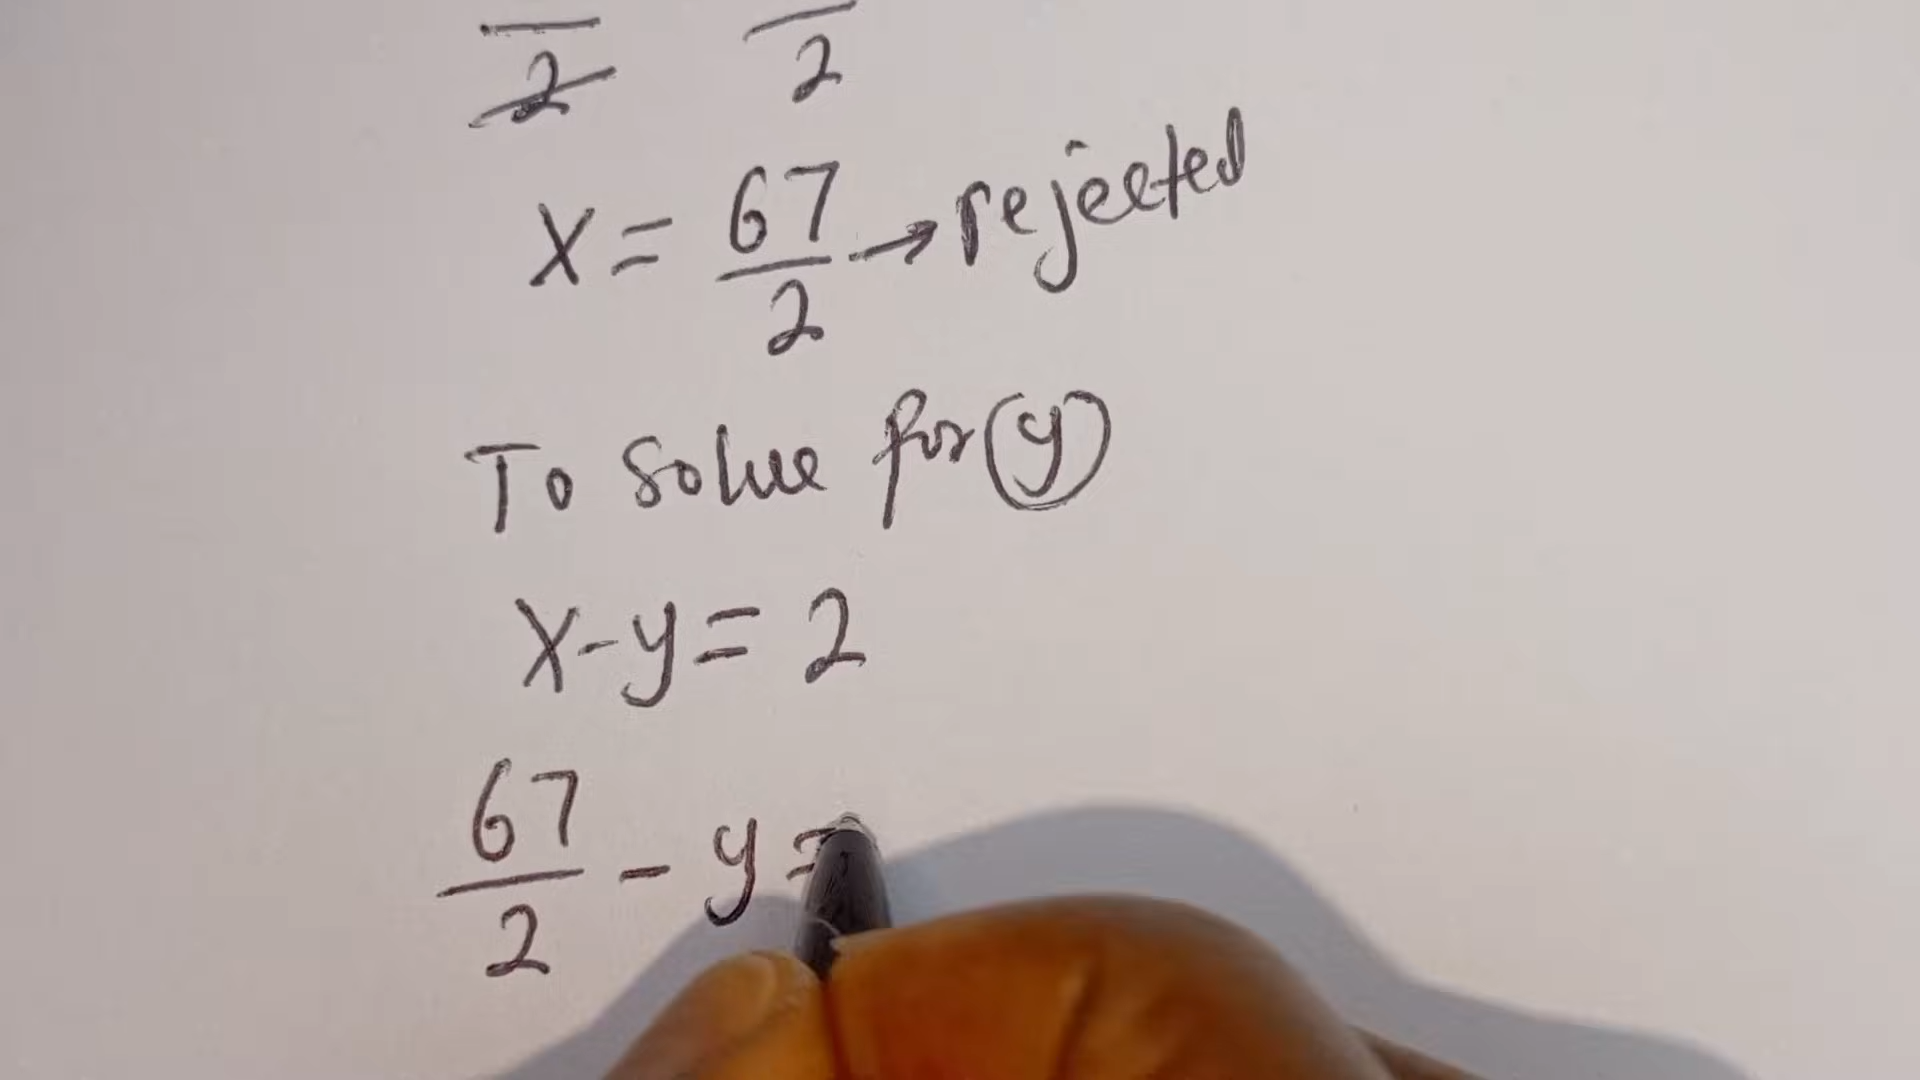 2 2
x = 67/2 → rejected
To solve for y
x - y = 2
67/2 - y =